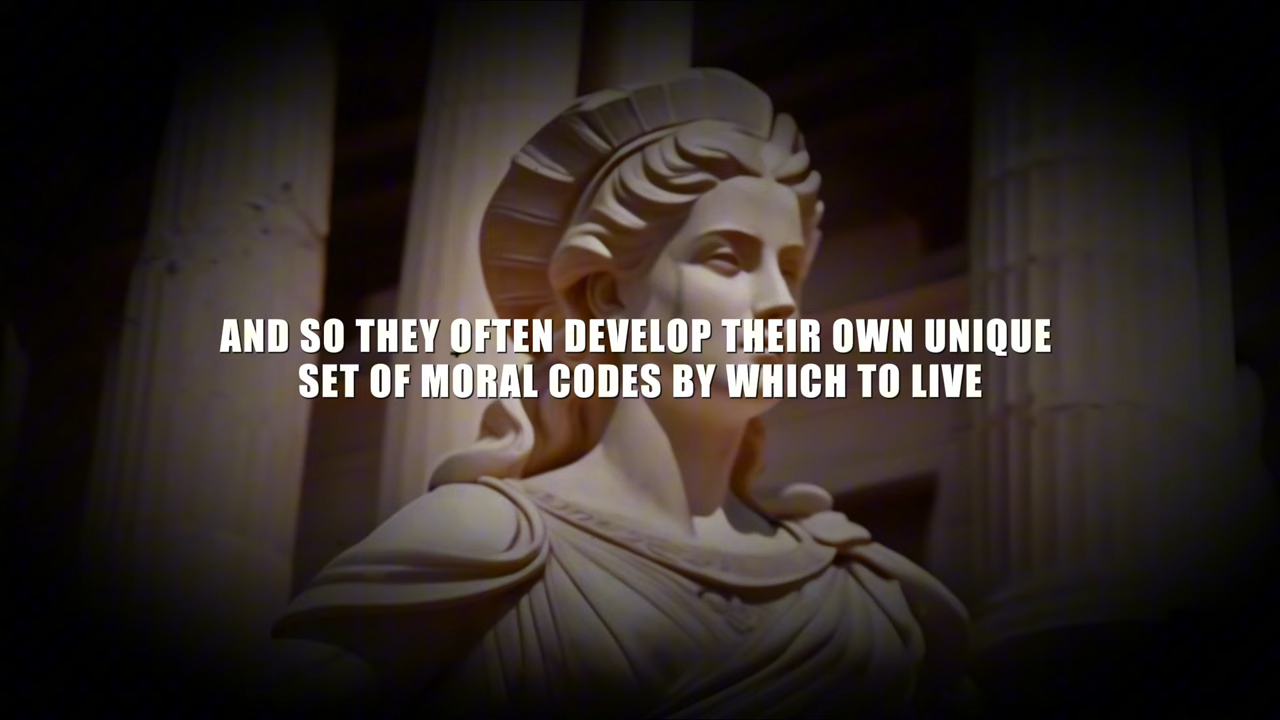 AND SO THEY OFTEN DEVELOP THEIR OWN UNIQUE
SET OF MORAL CODES BY WHICH TO LIVE